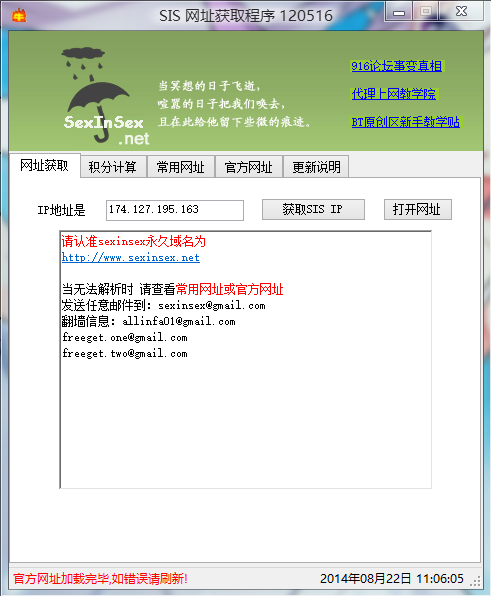 SIS 网址获取程序 120516
SexInSex
.net
当冥想的日子飞逝，
喧嚣的日子把我们唤去，
且在此给他留下些微的痕迹。
916论坛事变真相
代理上网教学院
BT原创区新手教学贴
网址获取 积分计算 常用网址 官方网址 更新说明
IP地址是 174.127.195.163 获取SIS IP 打开网址
请认准sexinsex永久域名为
http://www.sexinsex.net
当无法解析时 请查看常用网址或官方网址
发送任意邮件到：sexinsex@gmail.com
翻墙信息：allinfa01@gmail.com
freeget.one@gmail.com
freeget.two@gmail.com
官方网址加载完毕,如错误请刷新!
2014年08月22日 11:06:05